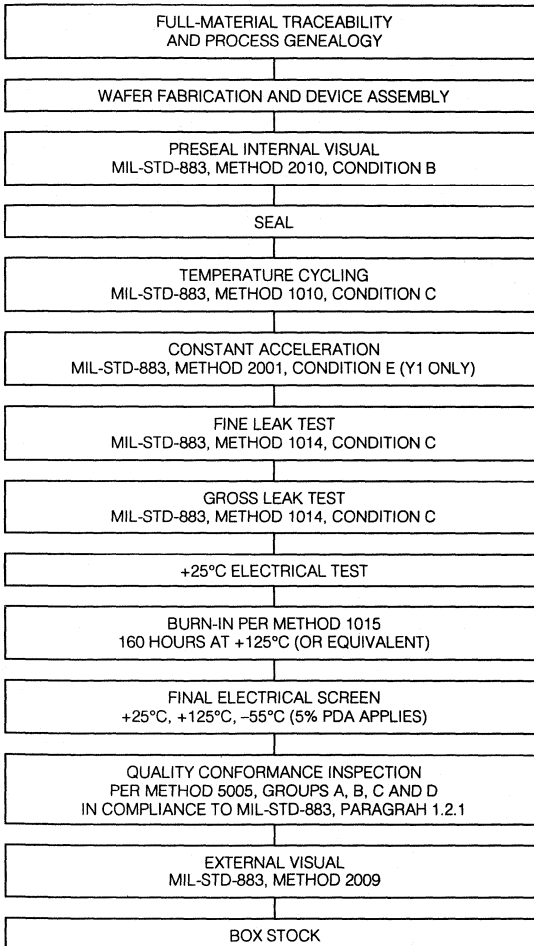 FULL-MATERIAL TRACEABILITY
AND PROCESS GENEALOGY
WAFER FABRICATION AND DEVICE ASSEMBLY
PRESEAL INTERNAL VISUAL
MIL-STD-883, METHOD 2010, CONDITION B
SEAL
TEMPERATURE CYCLING
MIL-STD-883, METHOD 1010, CONDITION C
CONSTANT ACCELERATION
MIL-STD-883, METHOD 2001, CONDITION E (Y1 ONLY)
FINE LEAK TEST
MIL-STD-883, METHOD 1014, CONDITION C
GROSS LEAK TEST
MIL-STD-883, METHOD 1014, CONDITION C
+25°C ELECTRICAL TEST
BURN-IN PER METHOD 1015
160 HOURS AT +125°C (OR EQUIVALENT)
FINAL ELECTRICAL SCREEN
+25°C, +125°C, –55°C (5% PDA APPLIES)
QUALITY CONFORMANCE INSPECTION
PER METHOD 5005, GROUPS A, B, C AND D
IN COMPLIANCE TO MIL-STD-883, PARAGRAH 1.2.1
EXTERNAL VISUAL
MIL-STD-883, METHOD 2009
BOX STOCK